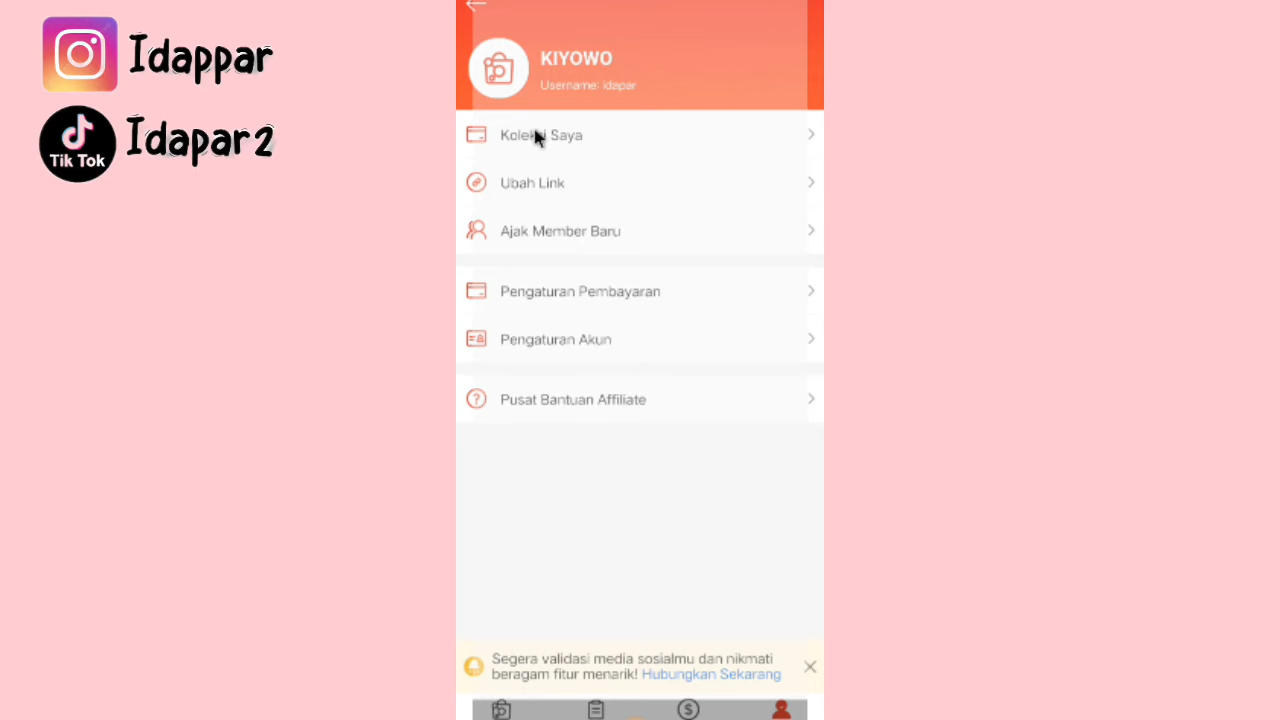 Idappar
Tik Tok
Idapar2
KIYOWO
Username: idapar
Koleksi Saya
Ubah Link
Ajak Member Baru
Pengaturan Pembayaran
Pengaturan Akun
Pusat Bantuan Affiliate
Segera validasi media sosialmu dan nikmati
beragam fitur menarik! Hubungkan Sekarang